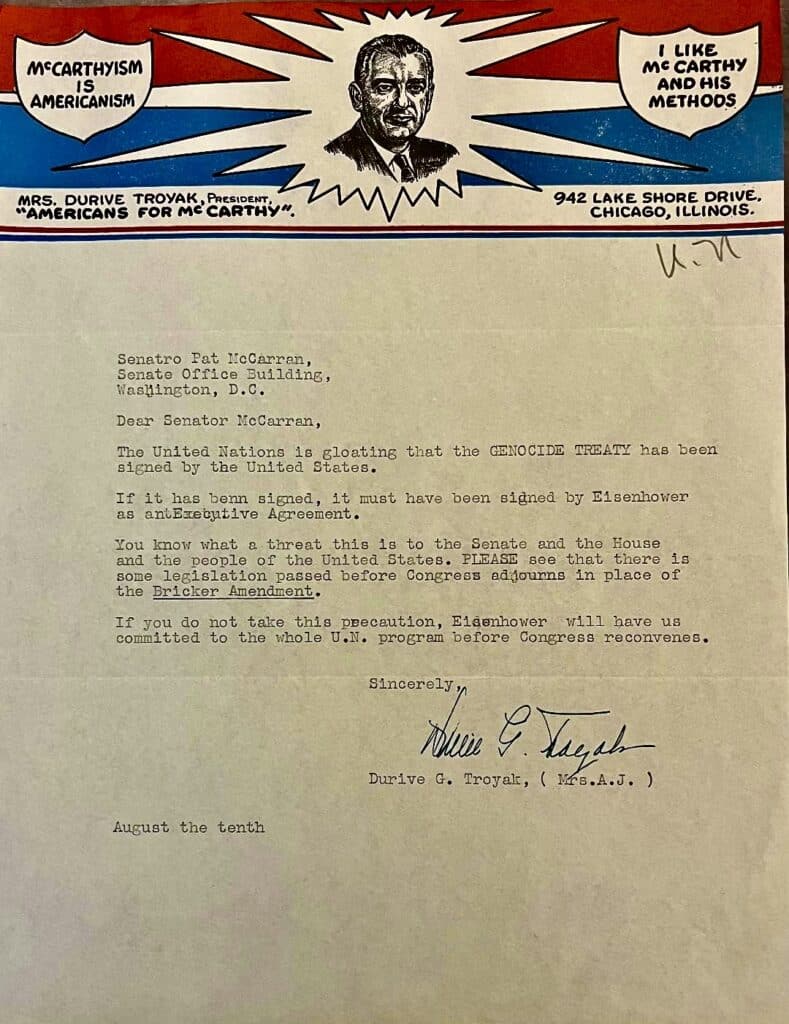 McCARTHYISM
IS
AMERICANISM
I LIKE
McCARTHY
AND HIS
METHODS
MRS. DURIVE TROYAK, PRESIDENT,
"AMERICANS FOR McCARTHY".
942 LAKE SHORE DRIVE,
CHICAGO, ILLINOIS.
U.N
Senatro Pat McCarran,
Senate Office Building,
Washington, D.C.
Dear Senator McCarran,
The United Nations is gloating that the GENOCIDE TREATY has been
signed by the United States.
If it has benn signed, it must have been signed by Eisenhower
as antExebutive Agreement.
You know what a threat this is to the Senate and the House
and the people of the United States. PLEASE see that there is
some legislation passed before Congress adjourns in place of
the Bricker Amendment.
If you do not take this precaution, Eisenhower will have us
committed to the whole U.N. program before Congress reconvenes.
Sincerely,
G. Troyak
Durive G. Troyak, ( Mrs.A.J. )
August the tenth